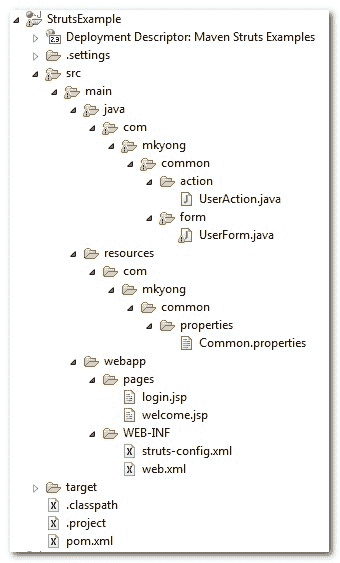 StrutsExample
Deployment Descriptor: Maven Struts Examples
.settings
src
main
java
com
mkyong
common
action
UserAction.java
form
UserForm.java
resources
com
mkyong
common
properties
Common.properties
webapp
pages
login.jsp
welcome.jsp
WEB-INF
struts-config.xml
web.xml
target
.classpath
.project
pom.xml